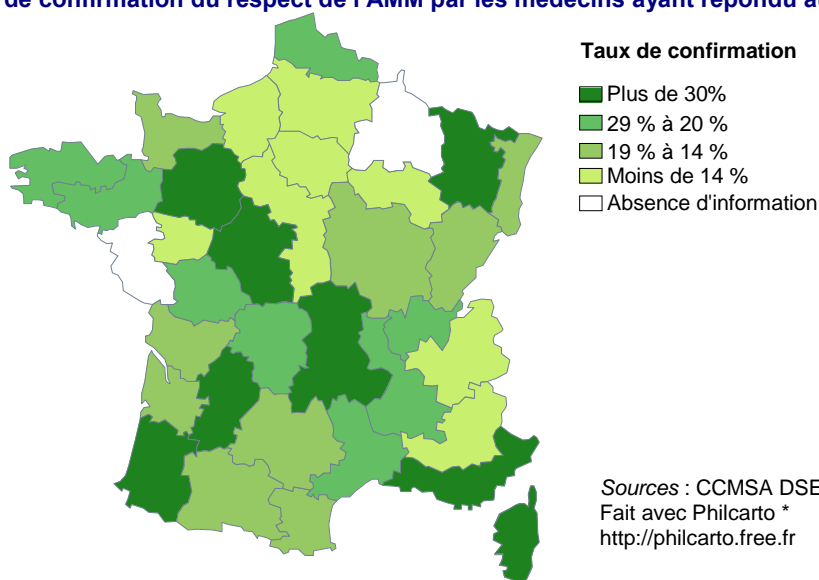 de confirmation du respect de l'AMM par les médecins ayant répondu
Taux de confirmation
Plus de 30%
29 % à 20 %
19 % à 14 %
Moins de 14 %
Absence d'information
Sources : CCMSA DSE
Fait avec Philcarto *
http://philcarto.free.fr